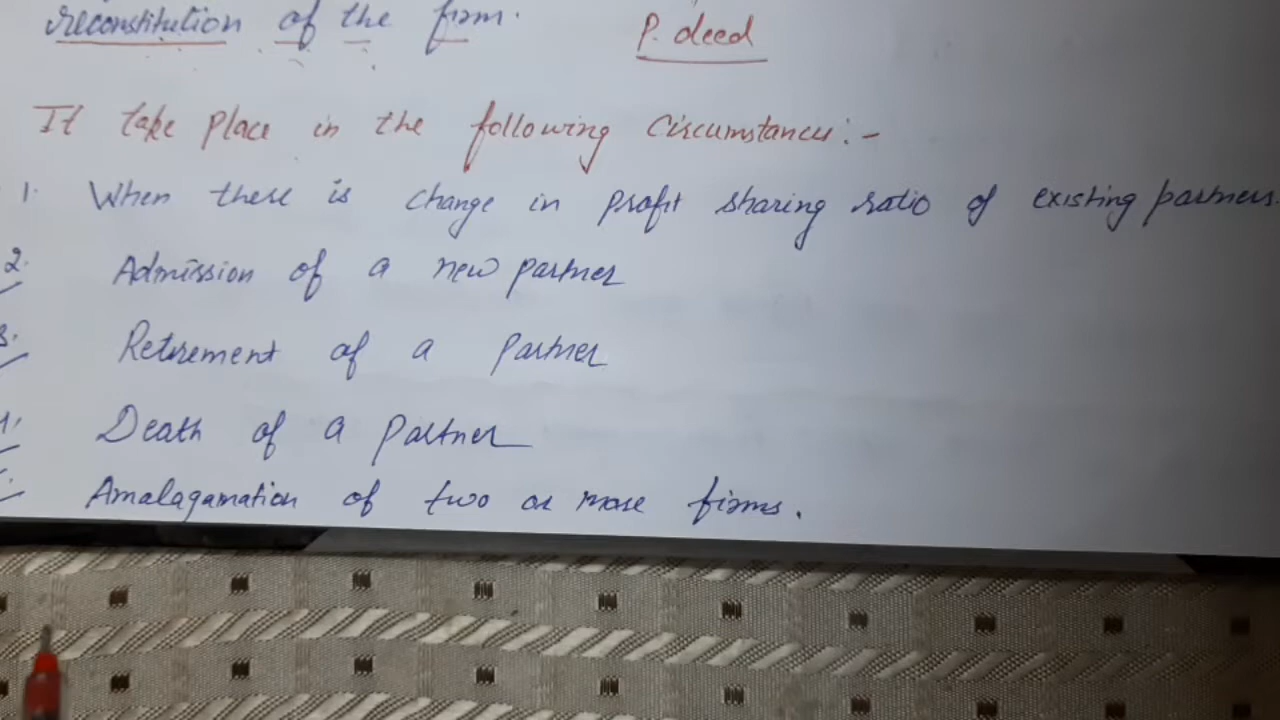 reconstitution of the firm. P. deed
It take place in the following Circumstances:-
1. When there is change in profit sharing ratio of existing partners.
2. Admission of a new partner
3. Retirement of a partner
4. Death of a partner
Amalagamation of two or more firms.